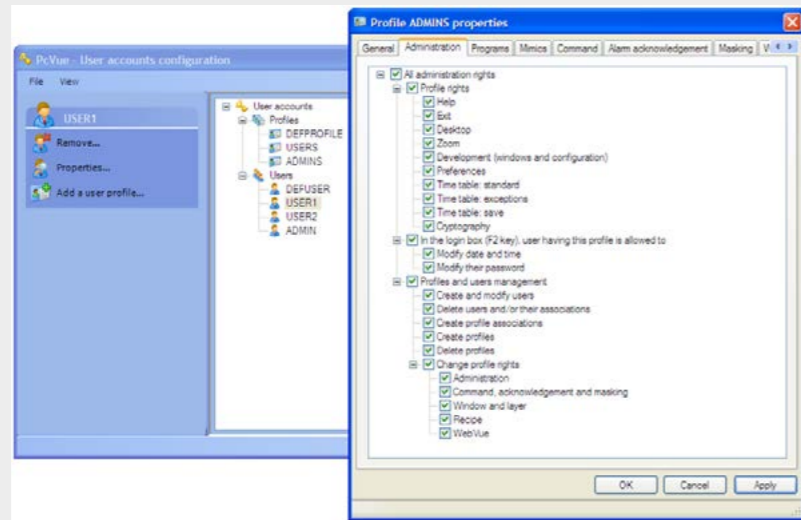 PcVue - User accounts configuration
File View
USER1
Remove...
Properties...
Add a user profile...
User accounts
Profiles
DEFPROFILE
USERS
ADMINS
Users
DEFUSER
USER1
USER2
ADMIN
Profile ADMINS properties
General Administration Programs Mimics Command Alarm acknowledgement Masking
All administration rights
Profile rights
Help
Exit
Desktop
Zoom
Development (windows and configuration)
Preferences
Time table: standard
Time table: exceptions
Time table: save
Cryptography
In the login box (F2 key), user having this profile is allowed to
Modify date and time
Modify their password
Profiles and users management
Create and modify users
Delete users and/or their associations
Create profile associations
Create profiles
Delete profiles
Change profile rights
Administration
Command, acknowledgement and masking
Window and layer
Recipe
WebVue
OK Cancel Apply